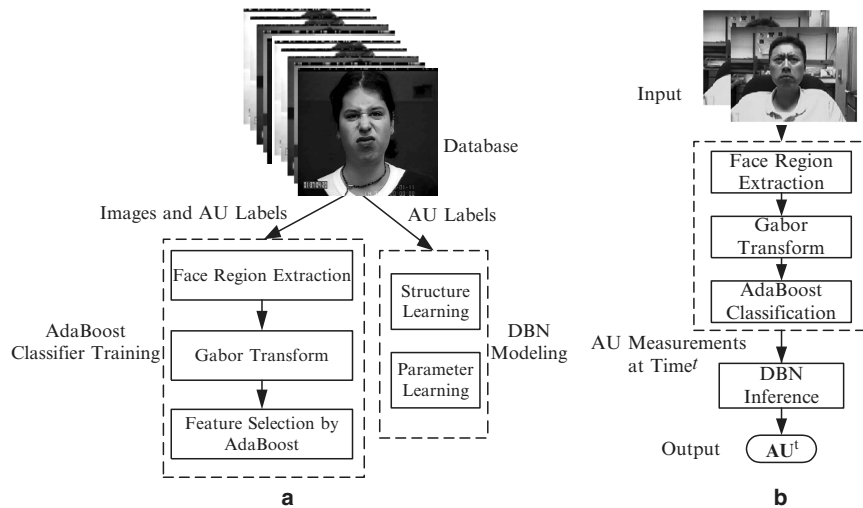 Database
Images and AU Labels
AU Labels
Face Region Extraction
Gabor Transform
Feature Selection by
AdaBoost
AdaBoost
Classifier Training
Structure
Learning
Parameter
Learning
DBN
Modeling
a
Input
Face Region
Extraction
Gabor
Transform
AdaBoost
Classification
AU Measurements
at Time t
DBN
Inference
Output
AUt
b